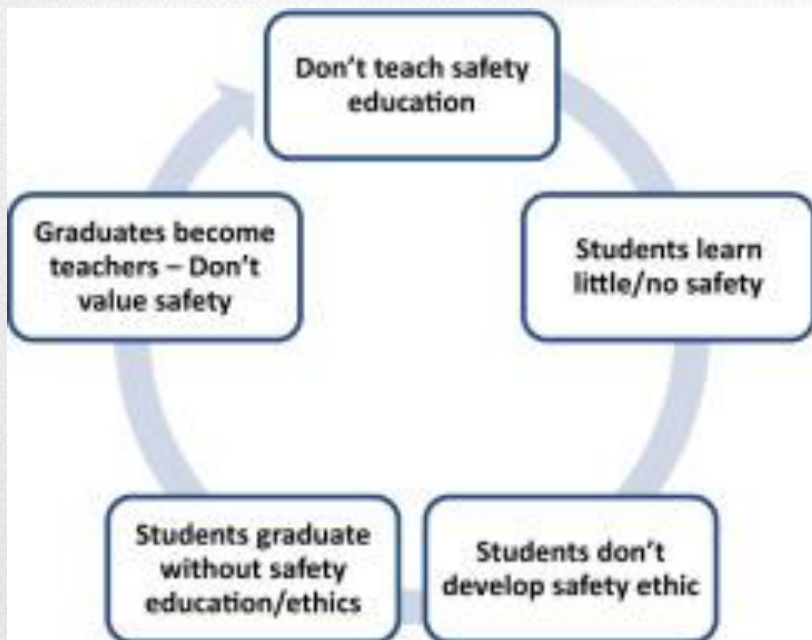 Don't teach safety
education
Students learn
little/no safety
Students don't
develop safety ethic
Students graduate
without safety
education/ethics
Graduates become
teachers – Don't
value safety